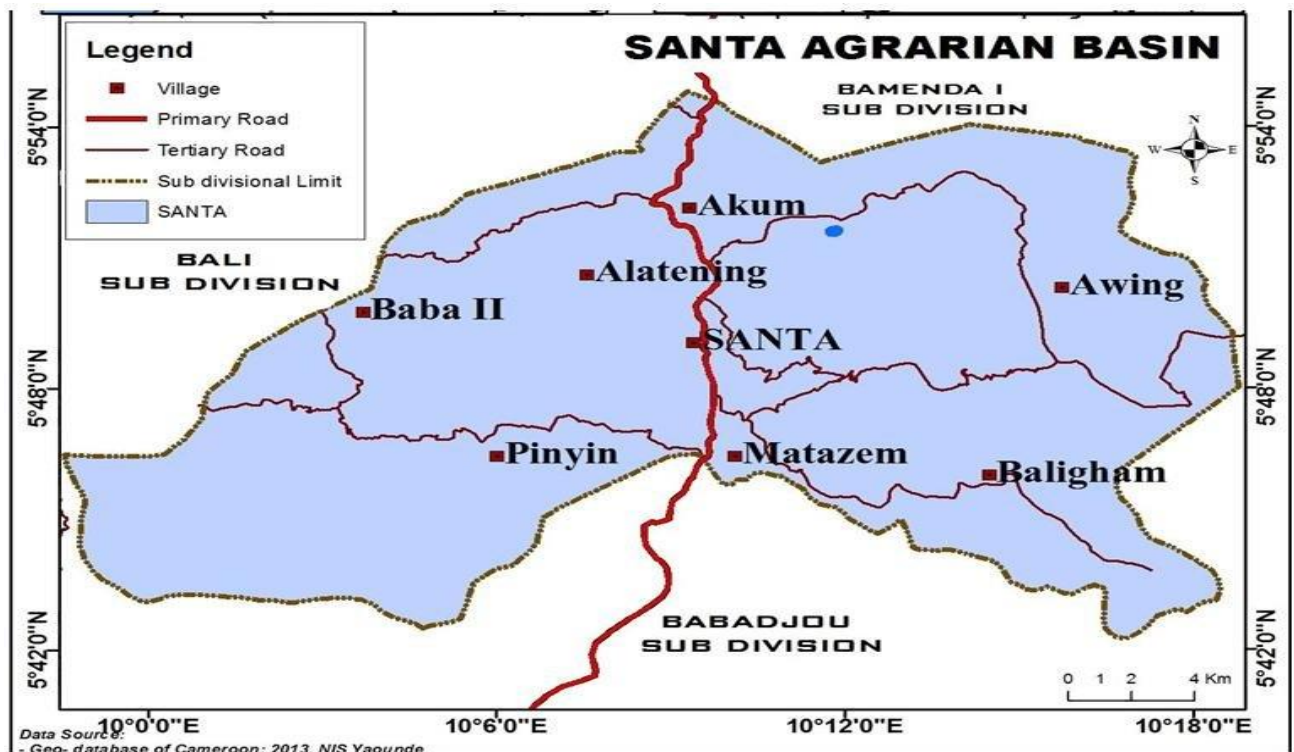 SANTA AGRARIAN BASIN
Legend
Village
Primary Road
Tertiary Road
Sub divisional Limit
SANTA
BAMENDA I
SUB DIVISION
N
W E
S
5°54'0"N
5°54'0"N
Akum
BALI
SUB DIVISION
Alatening
Awing
Baba II
SANTA
5°48'0"N
5°48'0"N
Pinyin
Matazem
Baligham
BABADJOU
SUB DIVISION
5°42'0"N
5°42'0"N
0 1 2 4 Km
10°0'0"E
10°6'0"E
10°12'0"E
10°18'0"E
Data Source:
- Geo- database of Cameroon: 2013, NIS Yaounde